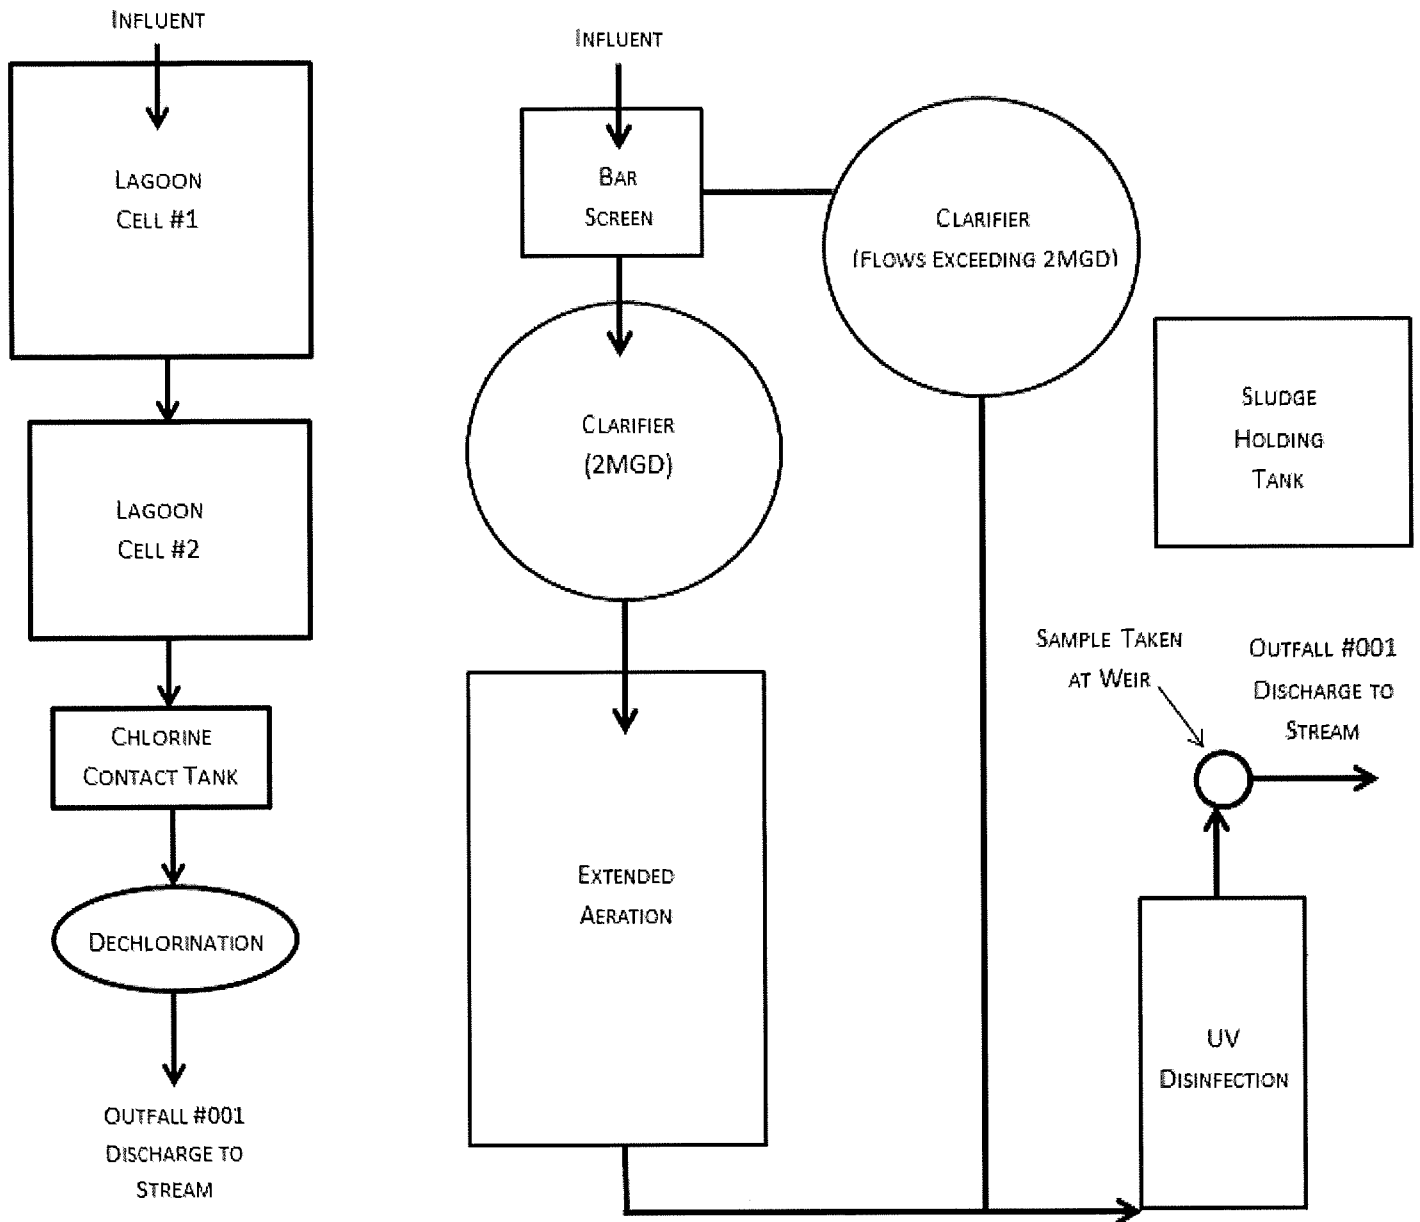 INFLUENT
LAGOON
CELL #1
LAGOON
CELL #2
CHLORINE
CONTACT TANK
DECHLORINATION
OUTFALL #001
DISCHARGE TO
STREAM
INFLUENT
BAR
SCREEN
CLARIFIER
(FLOWS EXCEEDING 2MGD)
CLARIFIER
(2MGD)
EXTENDED
AERATION
SLUDGE
HOLDING
TANK
SAMPLE TAKEN
AT WEIR
OUTFALL #001
DISCHARGE TO
STREAM
UV
DISINFECTION